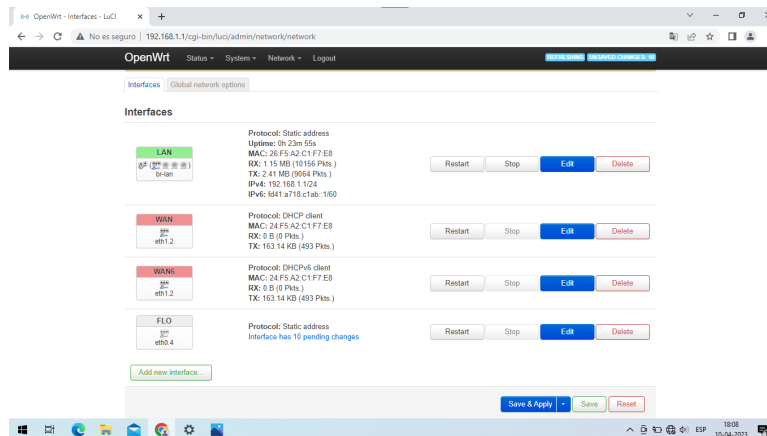 OpenWrt - Interfaces - LuCI
No es seguro | 192.168.1.1/cgi-bin/luci/admin/network/network
OpenWrt Status System Network Logout REFRESHING UNSAVED CHANGES: 10
Interfaces Global network options
Interfaces
LAN
br-lan
Protocol: Static address
Uptime: 0h 23m 55s
MAC: 26:F5:A2:C1:F7:E8
RX: 1.15 MB (10156 Pkts.)
TX: 2.41 MB (9064 Pkts.)
IPv4: 192.168.1.1/24
IPv6: fd41:a718:c1ab::1/60
Restart Stop Edit Delete
WAN
eth1.2
Protocol: DHCP client
MAC: 24:F5:A2:C1:F7:E8
RX: 0 B (0 Pkts.)
TX: 163.14 KB (493 Pkts.)
Restart Stop Edit Delete
WAN6
eth1.2
Protocol: DHCPv6 client
MAC: 24:F5:A2:C1:F7:E8
RX: 0 B (0 Pkts.)
TX: 163.14 KB (493 Pkts.)
Restart Stop Edit Delete
FLO
eth0.4
Protocol: Static address
Interface has 10 pending changes
Restart Stop Edit Delete
Add new interface...
Save & Apply Save Reset
ESP 18:08
10-04-2023